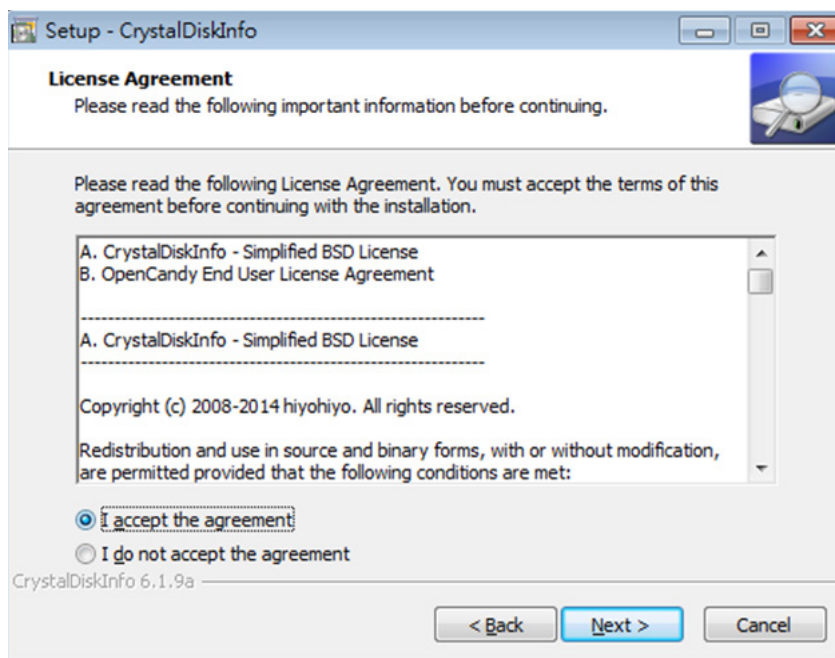 Setup - CrystalDiskInfo
License Agreement
Please read the following important information before continuing.
Please read the following License Agreement. You must accept the terms of this
agreement before continuing with the installation.
A. CrystalDiskInfo - Simplified BSD License
B. OpenCandy End User License Agreement
------------------------------------------------------------
A. CrystalDiskInfo - Simplified BSD License
------------------------------------------------------------
Copyright (c) 2008-2014 hiyohiyo. All rights reserved.
Redistribution and use in source and binary forms, with or without modification,
are permitted provided that the following conditions are met:
I accept the agreement
I do not accept the agreement
CrystalDiskInfo 6.1.9a
< Back Next > Cancel